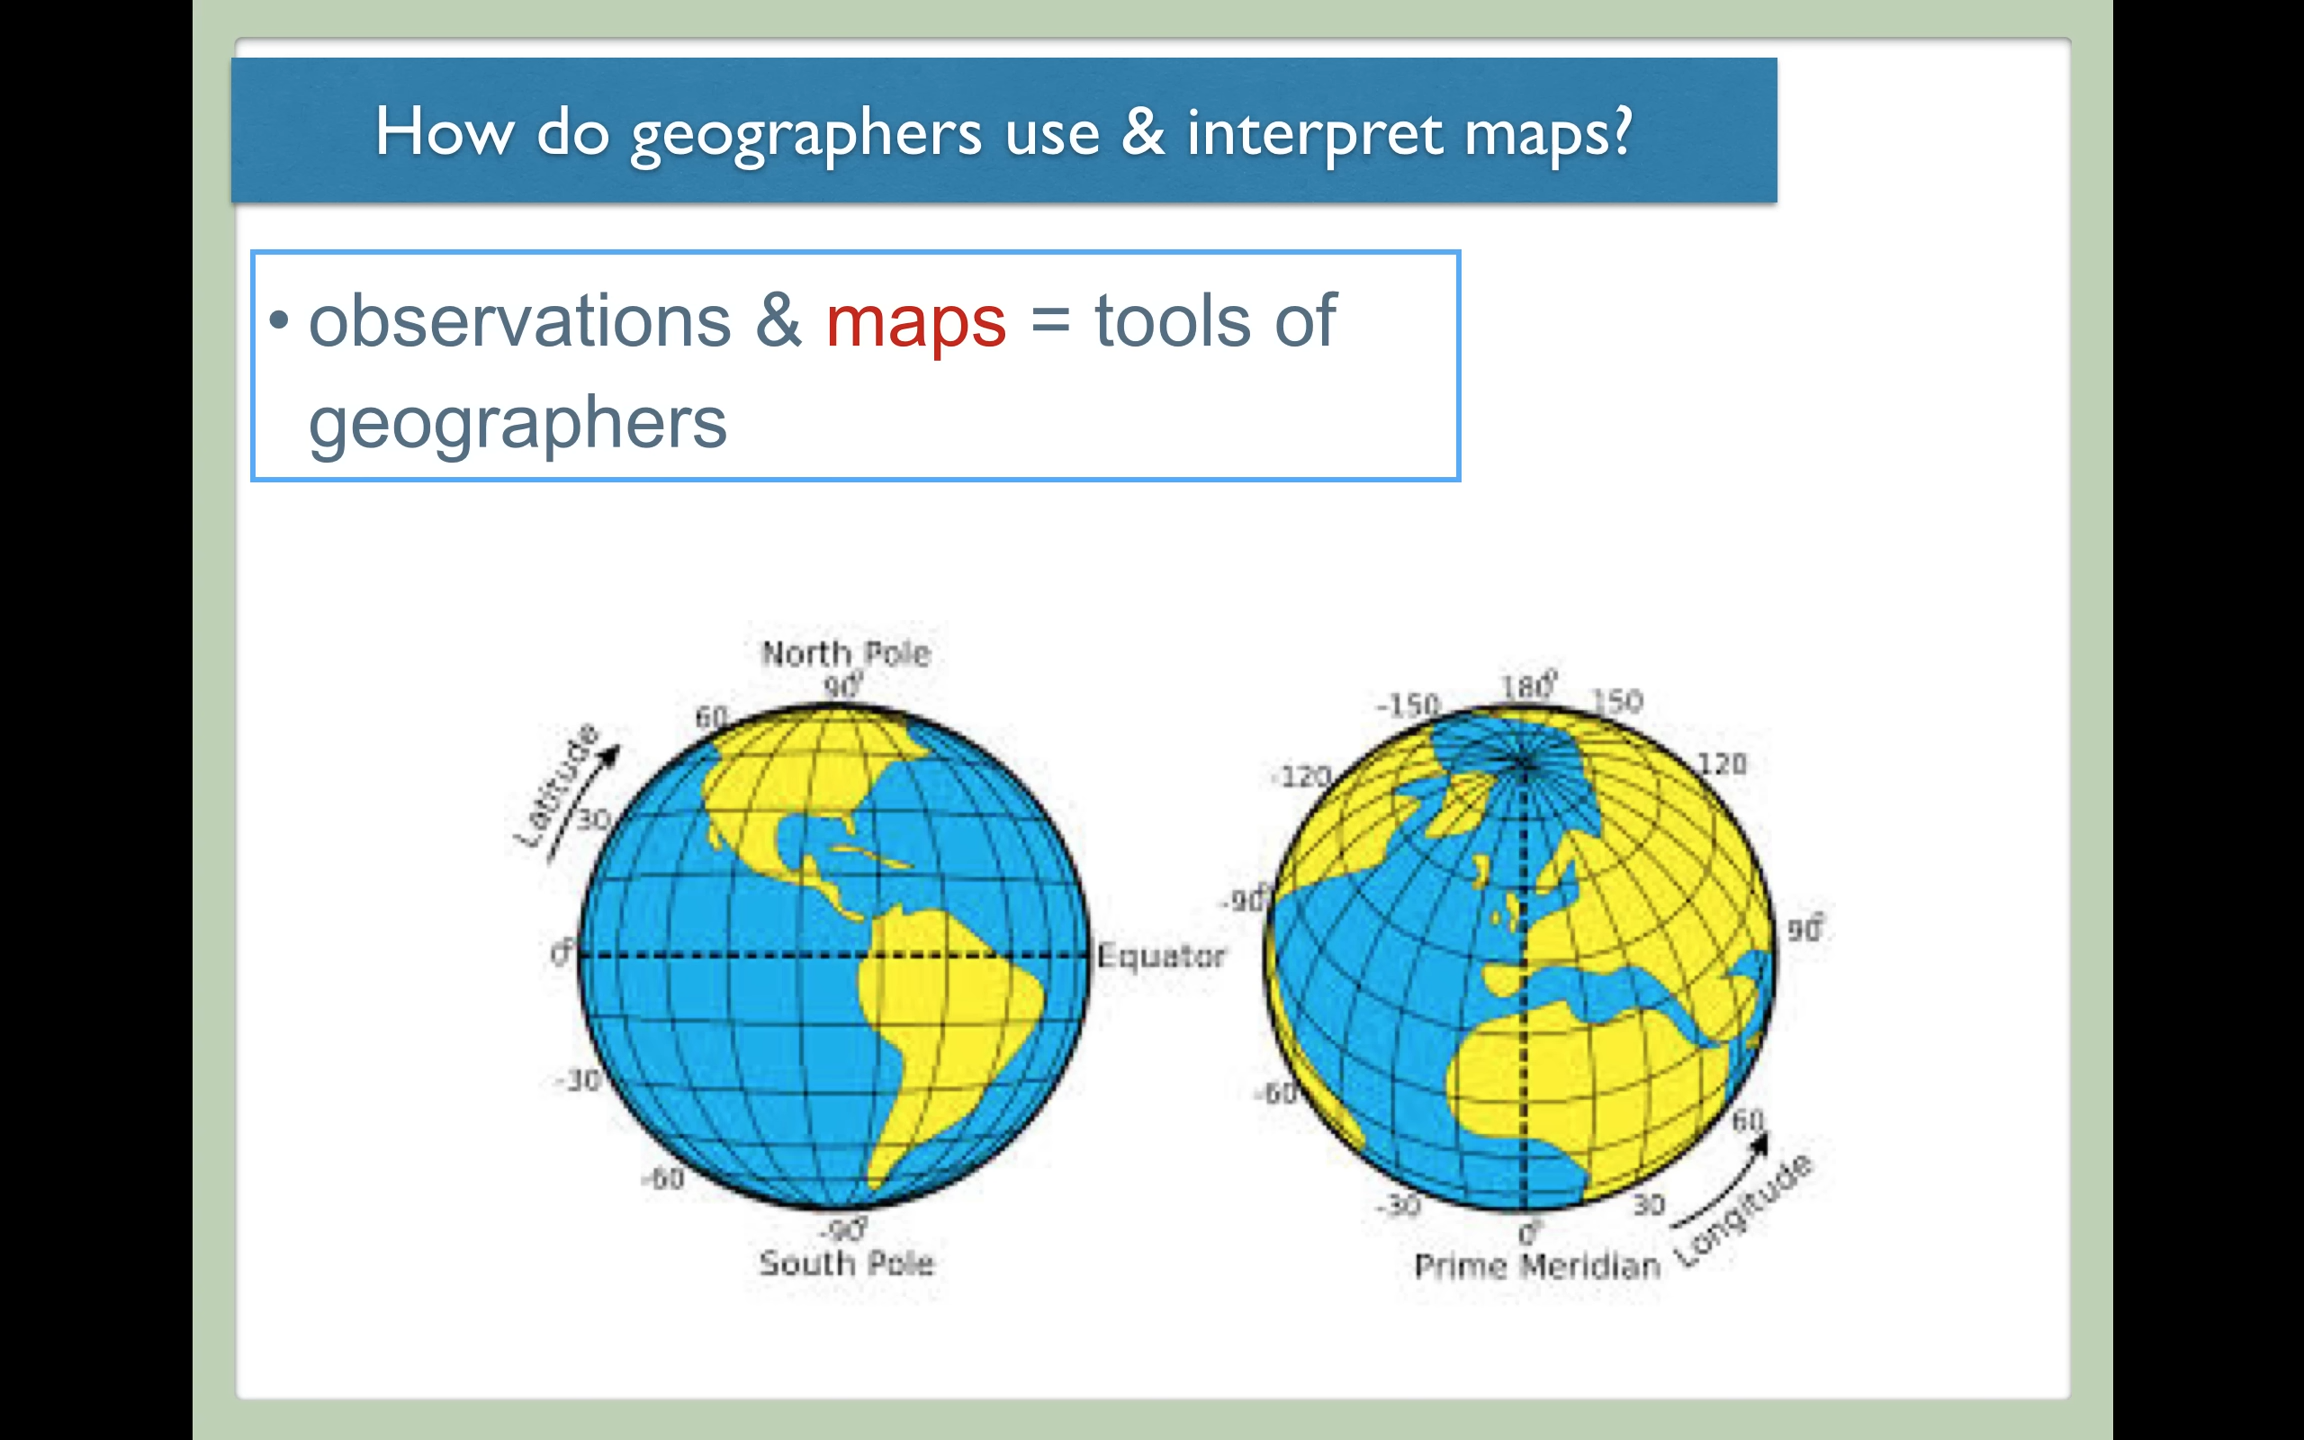 How do geographers use & interpret maps?
• observations & maps = tools of
geographers
North Pole
90°
60
Latitude
30
0°
Equator
-30
-60
-90°
South Pole
180°
-150
150
-120
120
-90°
90°
-60
60
-30
30
0°
Longitude
Prime Meridian